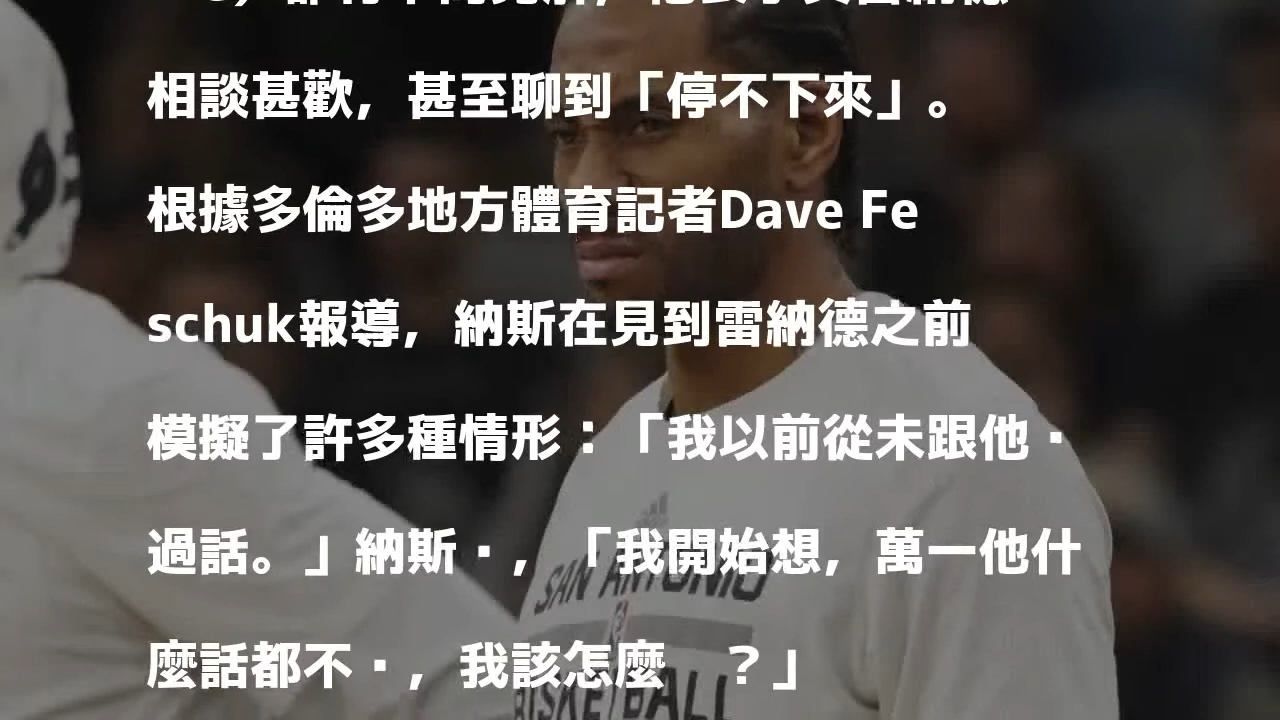 相談甚歡，甚至聊到「停不下來」。
根據多倫多地方體育記者Dave Fe
schuk報導，納斯在見到雷納德之前
模擬了許多種情形：「我以前從未跟他·
過話。」納斯·，「我開始想，萬一他什
麼話都不·，我該怎麼　？」
SAN ANTONIO
BASKETBALL